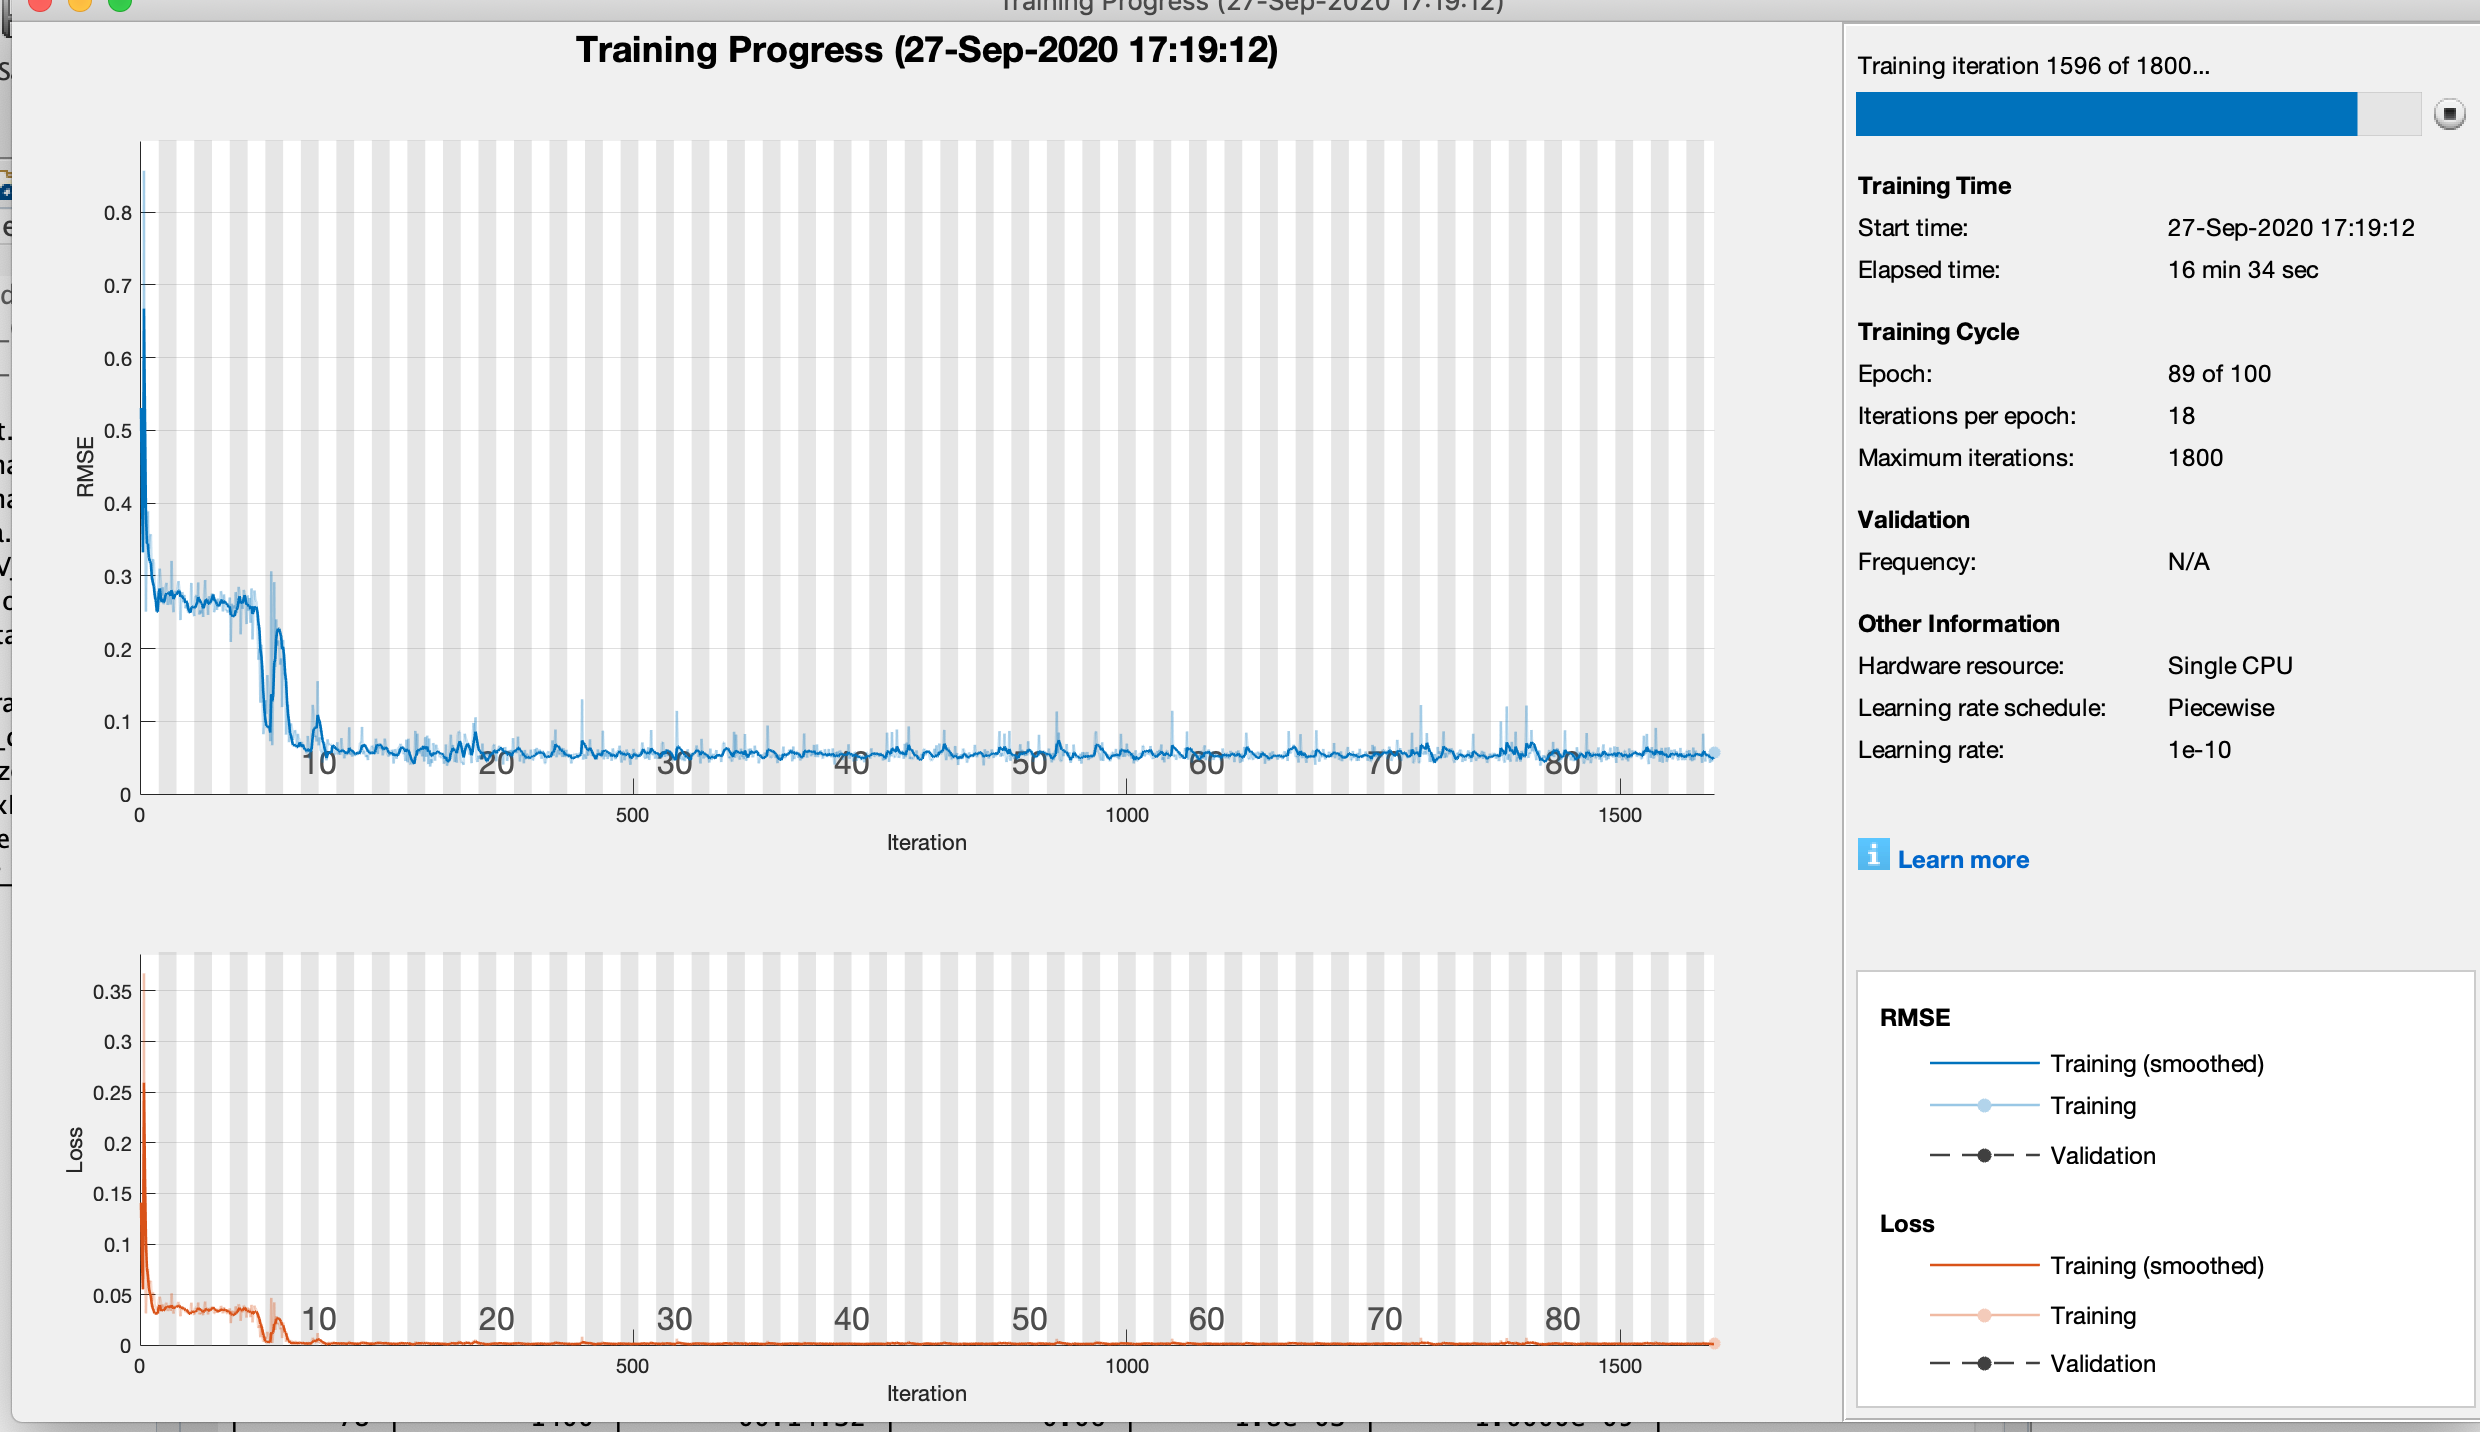 Training Progress (27-Sep-2020 17:19:12)
Training Progress (27-Sep-2020 17:19:12)
0.8
0.7
0.6
0.5
0.4
0.3
0.2
0.1
0
RMSE
10 20 30 40 50 60 70 80
0 500 1000 1500
Iteration
0.35
0.3
0.25
0.2
0.15
0.1
0.05
0
Loss
10 20 30 40 50 60 70 80
0 500 1000 1500
Iteration
Training iteration 1596 of 1800...
Training Time
Start time: 27-Sep-2020 17:19:12
Elapsed time: 16 min 34 sec
Training Cycle
Epoch: 89 of 100
Iterations per epoch: 18
Maximum iterations: 1800
Validation
Frequency: N/A
Other Information
Hardware resource: Single CPU
Learning rate schedule: Piecewise
Learning rate: 1e-10
i Learn more
RMSE
Training (smoothed)
Training
Validation
Loss
Training (smoothed)
Training
Validation